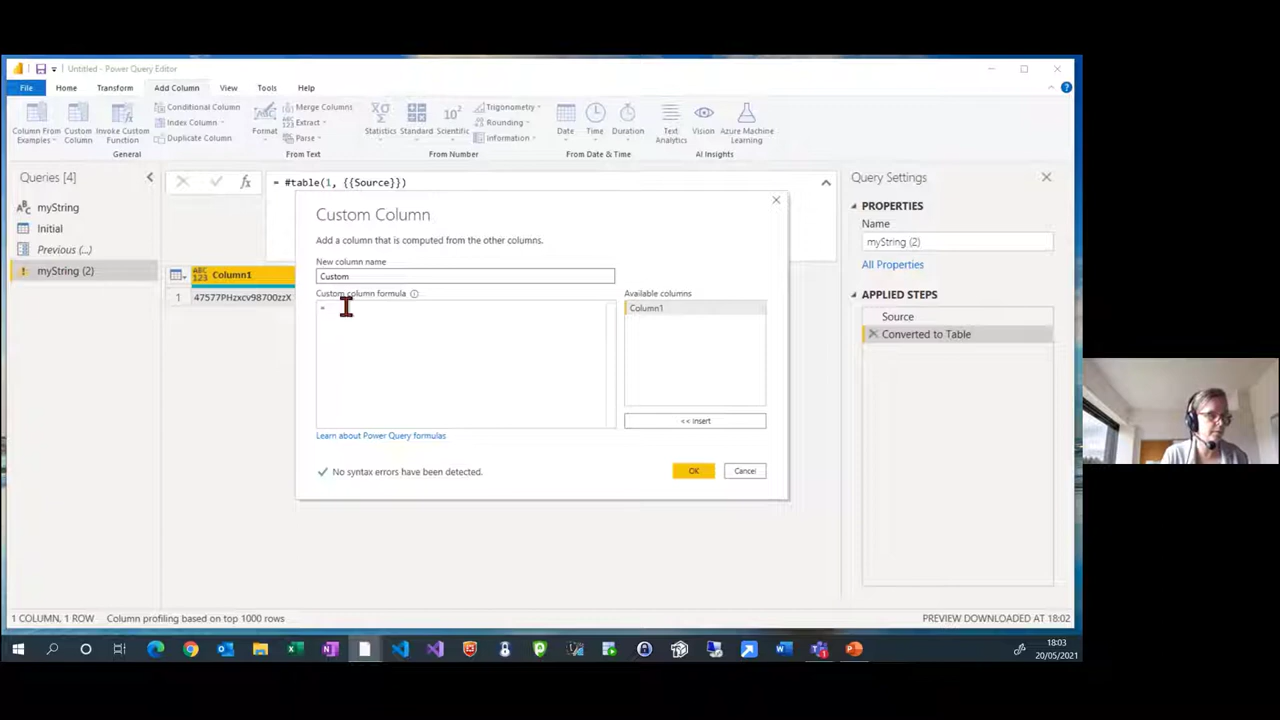 Untitled - Power Query Editor
File Home Transform Add Column View Tools Help
Column From Examples
Custom Column
Invoke Custom Function
Conditional Column
Index Column
Duplicate Column
General
Format
Merge Columns
Extract
Parse
From Text
Statistics
Standard
Scientific
Trigonometry
Rounding
Information
From Number
Date
Time
Duration
From Date & Time
Text Analytics
Vision
Azure Machine Learning
AI Insights
Queries [4]
myString
Initial
Previous (...)
myString (2)
= #table(1, {{Source}})
ABC 123 Column1
1 47577PHzxcv98700zzX
Custom Column
Add a column that is computed from the other columns.
New column name
Custom
Custom column formula
=
Available columns
Column1
<< Insert
Learn about Power Query formulas
No syntax errors have been detected.
OK
Cancel
Query Settings
PROPERTIES
Name
myString (2)
All Properties
APPLIED STEPS
Source
Converted to Table
1 COLUMN, 1 ROW Column profiling based on top 1000 rows
PREVIEW DOWNLOADED AT 18:02
18:03
20/05/2021